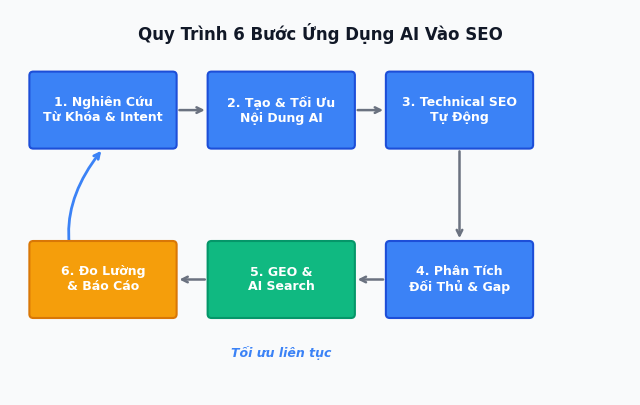 Quy Trình 6 Bước Ứng Dụng AI Vào SEO
1. Nghiên Cứu
Từ Khóa & Intent
2. Tạo & Tối Ưu
Nội Dung AI
3. Technical SEO
Tự Động
6. Đo Lường
& Báo Cáo
5. GEO &
AI Search
4. Phân Tích
Đối Thủ & Gap
Tối ưu liên tục